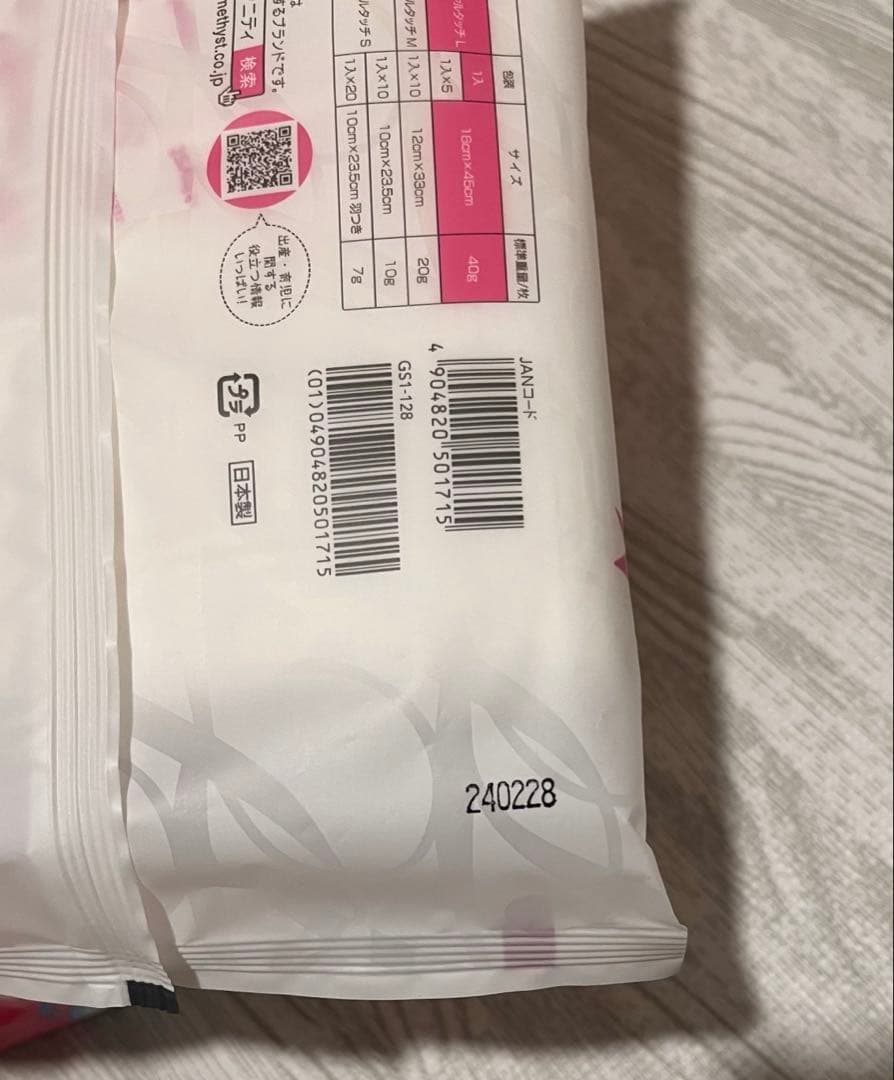 は
するブランドです。
ニティ 検索
methyst.co.jp
出産・育児に
関する
役立つ情報
いっぱい!
包装 サイズ 標準重量/枚
ルタッチ L 1入 16cm×45cm 40g
1入×5
ルタッチ M 1入×10 12cm×33cm 20g
ルタッチ S 1入×10 10cm×23.5cm 10g
1入×20 10cm×23.5cm 羽つき 7g
JANコード
4 904820 501715
GS1-128
(01)04904820501715
プラ PP
日本製
240228